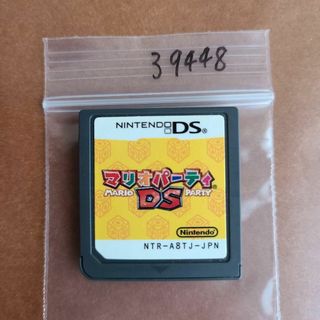 39448
NINTENDO DS
マリオパーティ
MARIO DS PARTY
Nintendo
NTR-A8TJ-JPN